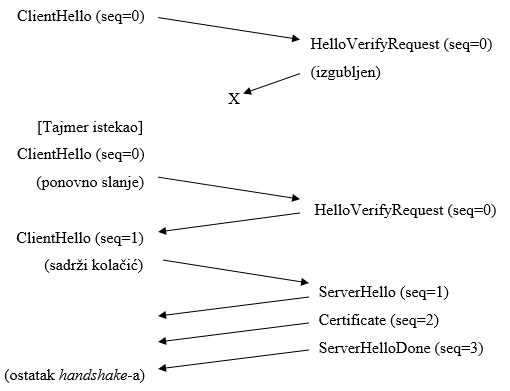 ClientHello (seq=0)
HelloVerifyRequest (seq=0)
(izgubljen)
X
[Tajmer istekao]
ClientHello (seq=0)
(ponovno slanje)
HelloVerifyRequest (seq=0)
ClientHello (seq=1)
(sadrži kolačić)
ServerHello (seq=1)
Certificate (seq=2)
ServerHelloDone (seq=3)
(ostatak handshake-a)